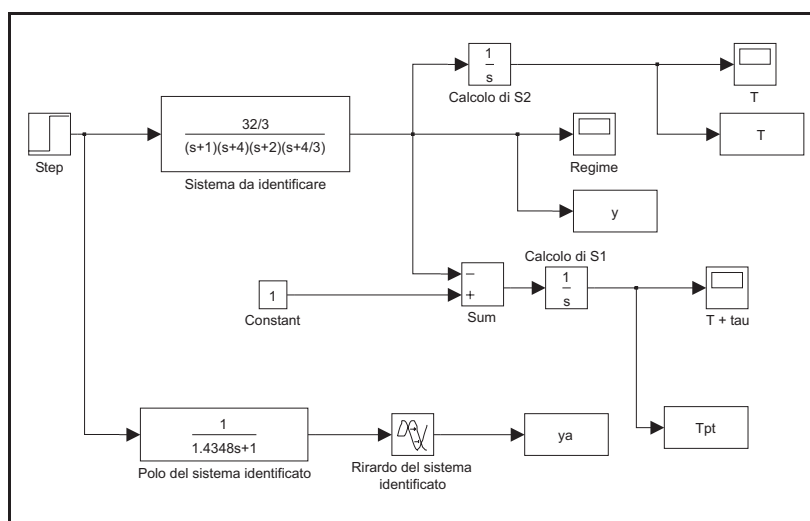 1
s
Calcolo di S2
T
T
Step
32/3
(s+1)(s+4)(s+2)(s+4/3)
Sistema da identificare
Regime
y
Calcolo di S1
1
Constant
−
+
Sum
1
s
T + tau
1
1.4348s+1
Polo del sistema identificato
Rirardo del sistema
identificato
ya
Tpt